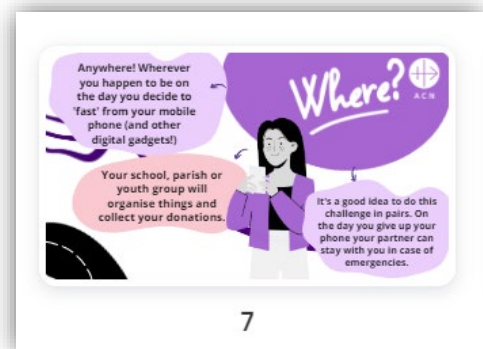 Where?
ACN
Anywhere! Wherever
you happen to be on
the day you decide to
'fast' from your mobile
phone (and other
digital gadgets!)
Your school, parish or
youth group will
organise things and
collect your donations.
It's a good idea to do this
challenge in pairs. On
the day you give up your
phone your partner can
stay with you in case of
emergencies.
7